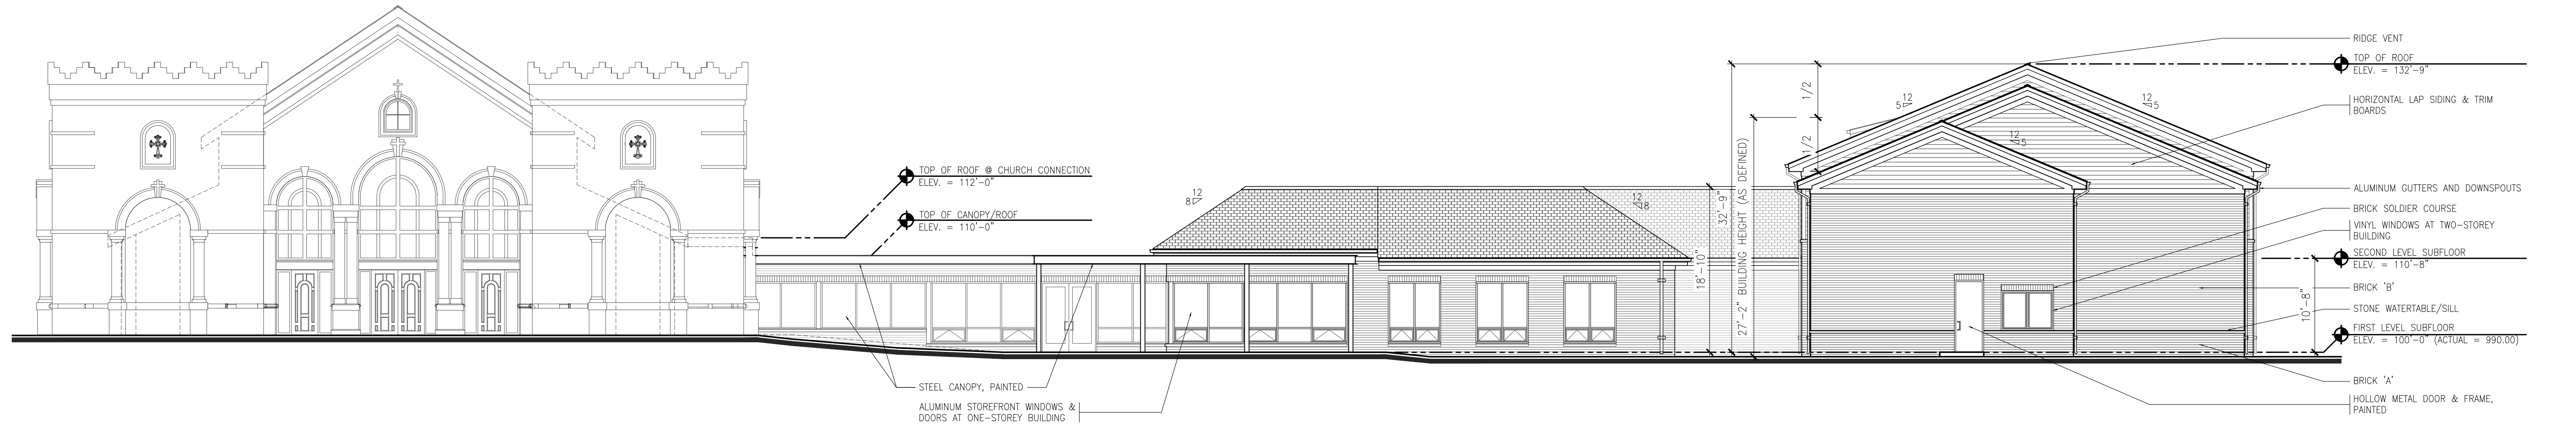 TOP OF ROOF @ CHURCH CONNECTION
ELEV. = 112'-0"
TOP OF CANOPY/ROOF
ELEV. = 110'-0"
STEEL CANOPY, PAINTED
ALUMINUM STOREFRONT WINDOWS &
DOORS AT ONE-STOREY BUILDING
12
8
12
8
18'-10"
32'-9"
27'-2" BUILDING HEIGHT (AS DEFINED)
1/2
1/2
12
5
12
5
12
5
RIDGE VENT
TOP OF ROOF
ELEV. = 132'-9"
HORIZONTAL LAP SIDING & TRIM
BOARDS
ALUMINUM GUTTERS AND DOWNSPOUTS
BRICK SOLDIER COURSE
VINYL WINDOWS AT TWO-STOREY
BUILDING
SECOND LEVEL SUBFLOOR
ELEV. = 110'-8"
BRICK 'B'
10'-8"
STONE WATERTABLE/SILL
FIRST LEVEL SUBFLOOR
ELEV. = 100'-0" (ACTUAL = 990.00)
BRICK 'A'
HOLLOW METAL DOOR & FRAME,
PAINTED